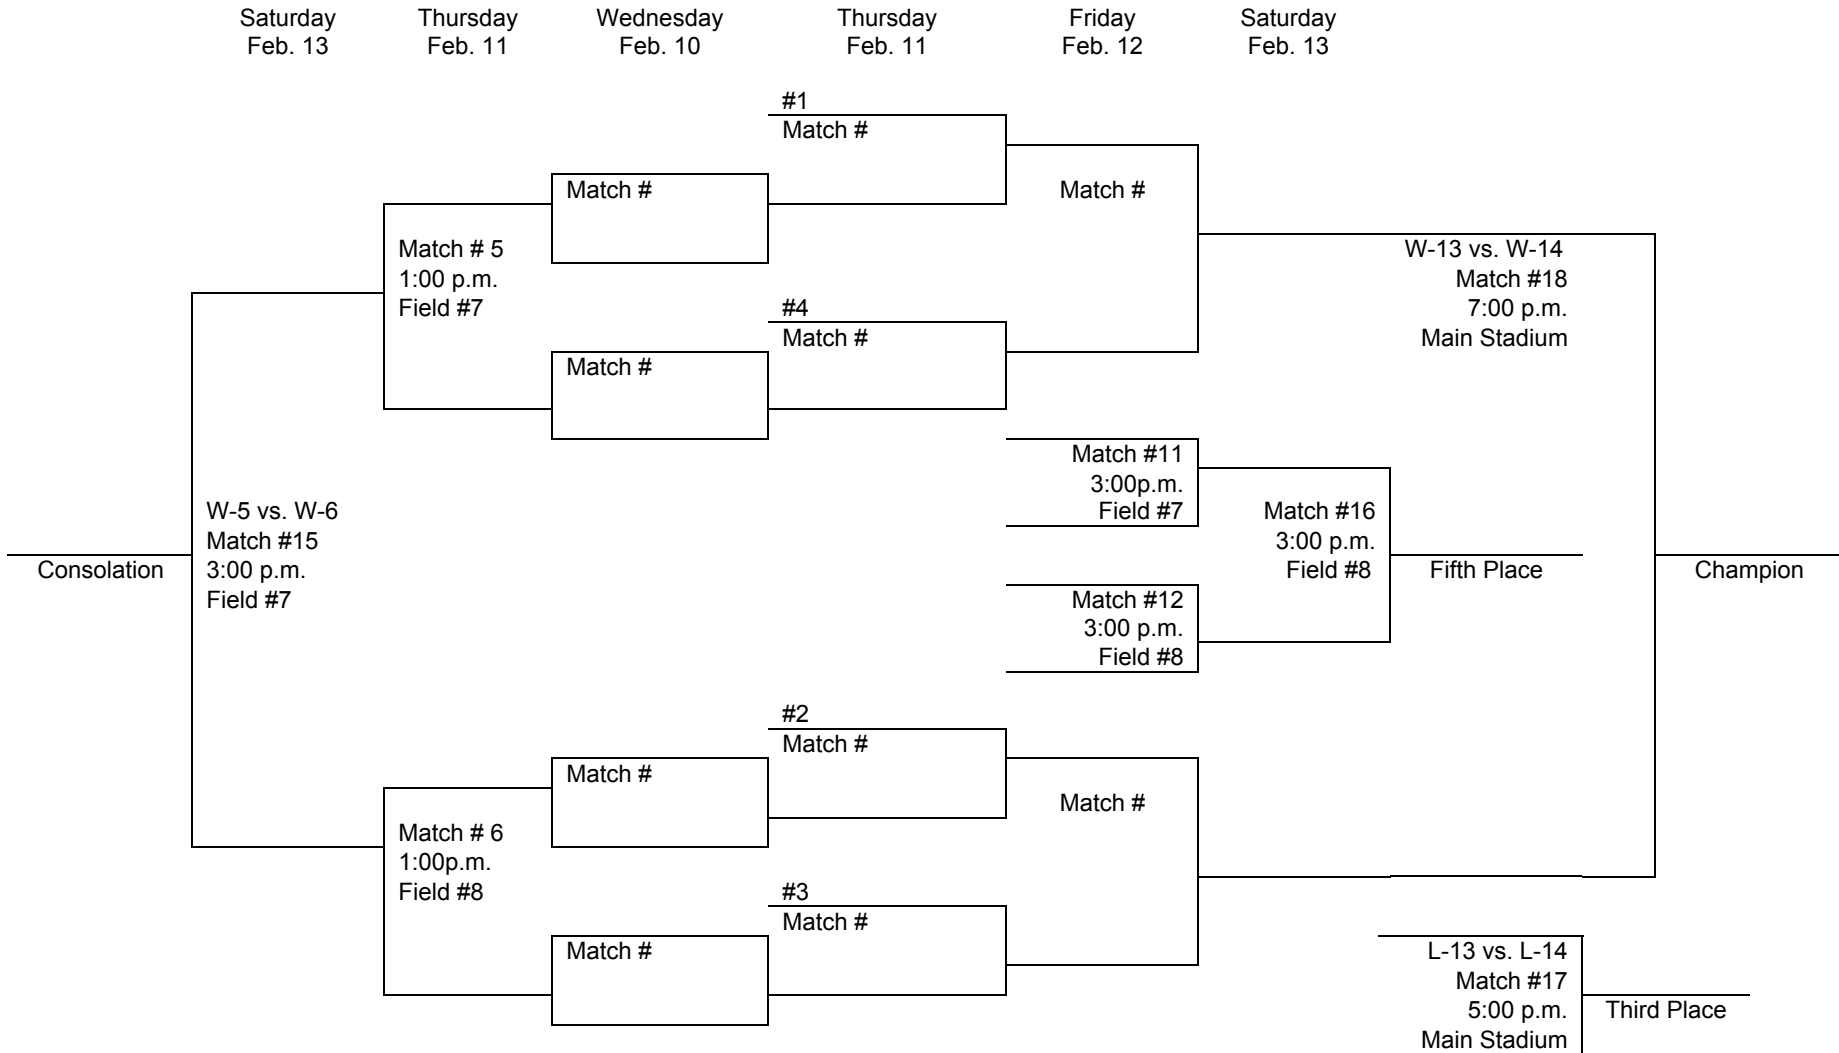 Saturday Thursday Wednesday Thursday Friday Saturday
Feb. 13 Feb. 11 Feb. 10 Feb. 11 Feb. 12 Feb. 13
#1
Match #
Match # Match #
Match # 5 W-13 vs. W-14
1:00 p.m. Match #18
Field #7 #4 7:00 p.m.
Match # Main Stadium
Match #
Match #11
3:00p.m.
W-5 vs. W-6 Field #7 Match #16
Match #15 3:00 p.m.
Consolation 3:00 p.m. Field #8 Fifth Place Champion
Field #7 Match #12
3:00 p.m.
Field #8
#2
Match #
Match #
Match #
Match # 6
1:00p.m.
Field #8 #3
Match #
Match # L-13 vs. L-14
Match #17
5:00 p.m. Third Place
Main Stadium